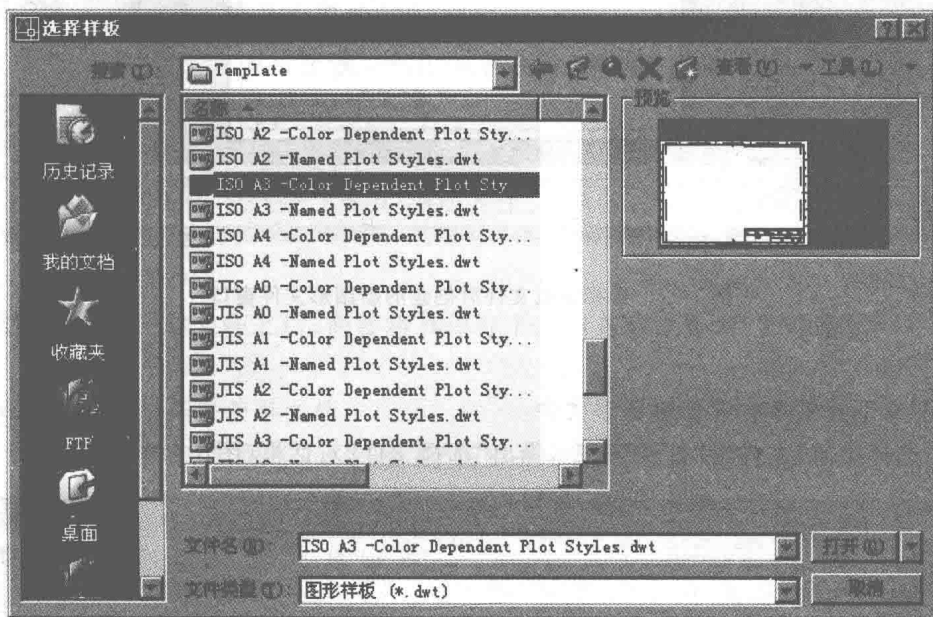 选择样板
搜索(I):
Template
查看(V)
工具(L)
名称
预览
历史记录
我的文档
收藏夹
FTP
桌面
ISO A2 -Color Dependent Plot Sty...
ISO A2 -Named Plot Styles.dwt
ISO A3 -Color Dependent Plot Sty
ISO A3 -Named Plot Styles.dwt
ISO A4 -Color Dependent Plot Sty...
ISO A4 -Named Plot Styles.dwt
JIS A0 -Color Dependent Plot Sty...
JIS A0 -Named Plot Styles.dwt
JIS A1 -Color Dependent Plot Sty...
JIS A1 -Named Plot Styles.dwt
JIS A2 -Color Dependent Plot Sty...
JIS A2 -Named Plot Styles.dwt
JIS A3 -Color Dependent Plot Sty...
文件名(N):
ISO A3 -Color Dependent Plot Styles.dwt
打开(O)
文件类型(T):
图形样板 (*.dwt)
取消